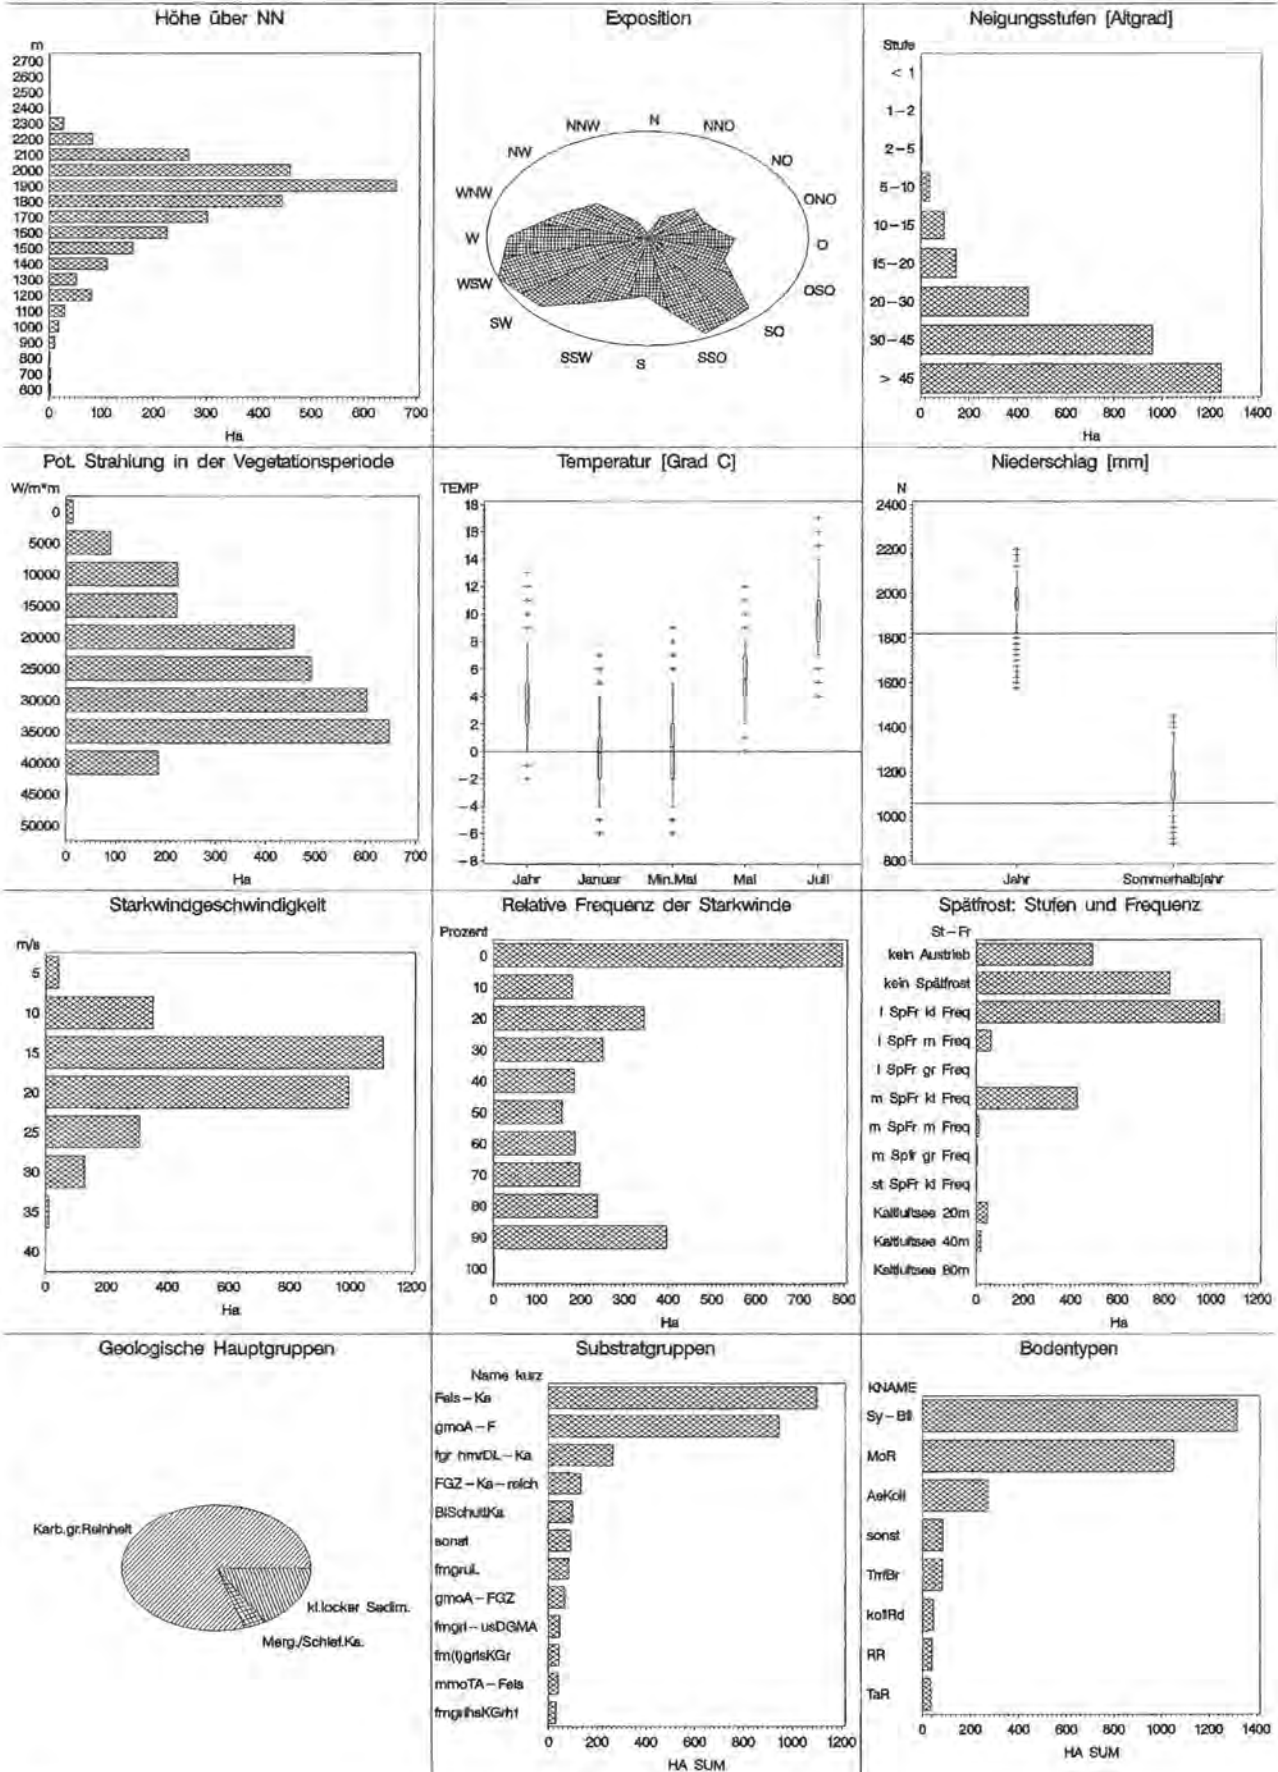 Höhe über NN
m
2700
2600
2500
2400
2300
2200
2100
2000
1900
1800
1700
1600
1500
1400
1300
1200
1100
1000
900
800
700
600
0 100 200 300 400 500 600 700
Ha
Exposition
N
NNO
NO
ONO
O
OSO
SO
SSO
S
SSW
SW
WSW
W
WNW
NW
NNW
Neigungsstufen [Altgrad]
Stufe
< 1
1-2
2-5
5-10
10-15
15-20
20-30
30-45
> 45
0 200 400 600 800 1000 1200 1400
Ha
Pot. Strahlung in der Vegetationsperiode
W/m*m
0
5000
10000
15000
20000
25000
30000
35000
40000
45000
50000
0 100 200 300 400 500 600 700
Ha
Temperatur [Grad C]
TEMP
18
16
14
12
10
8
6
4
2
0
-2
-4
-6
-8
Jahr Januar Min.Mai Mai Juli
Niederschlag [mm]
N
2400
2200
2000
1800
1600
1400
1200
1000
800
Jahr Sommerhalbjahr
Starkwindgeschwindigkeit
m/s
5
10
15
20
25
30
35
40
0 200 400 600 800 1000 1200
Ha
Relative Frequenz der Starkwinde
Prozent
0
10
20
30
40
50
60
70
80
90
100
0 100 200 300 400 500 600 700 800
Ha
Spätfrost: Stufen und Frequenz
St-Fr
kein Austrieb
kein Spätfrost
l SpFr kl Freq
l SpFr m Freq
l SpFr gr Freq
m SpFr kl Freq
m SpFr m Freq
m Spfr gr Freq
st SpFr kl Freq
Kaltluftsee 20m
Kaltluftsee 40m
Kaltluftsee 80m
0 200 400 600 800 1000 1200
Ha
Geologische Hauptgruppen
Karb.gr.Reinheit
kl.locker Sedim.
Merg./Schief.Ka.
Substratgruppen
Name kurz
Fels-Ka
gmoA-F
fgr hm/DL-Ka
FGZ-Ka-reich
BlSchuttKa
sonst
fmgruL
gmoA-FGZ
fmgrl-usDGMA
fm(t)grlsKGr
mmoTA-Fels
0 200 400 600 800 1000 1200
HA SUM
Bodentypen
KNAME
Sy-Bil
MoR
AeKoll
sonst
TrrfBr
kollRd
RR
TaR
0 200 400 600 800 1000 1200 1400
HA SUM